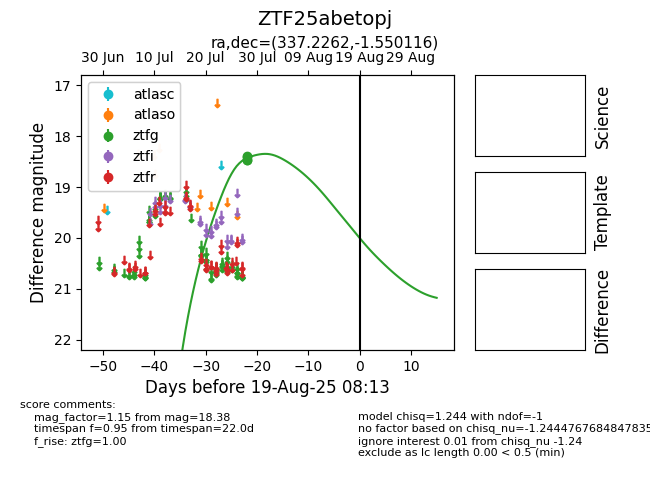 ZTF25abetopj
ra,dec=(337.2262,-1.550116)
30 Jun 10 Jul 20 Jul 30 Jul 09 Aug 19 Aug 29 Aug
17
18
19
20
21
22
Difference magnitude
atlasc
atlaso
ztfg
ztfi
ztfr
−50 −40 −30 −20 −10 0 10
Days before 19-Aug-25 08:13
Science
Template
Difference
score comments:
mag_factor=1.15 from mag=18.38
timespan f=0.95 from timespan=22.0d
f_rise: ztfg=1.00
model chisq=1.244 with ndof=-1
no factor based on chisq_nu=-1.2444767684847835
ignore interest 0.01 from chisq_nu -1.24
exclude as lc length 0.00 < 0.5 (min)